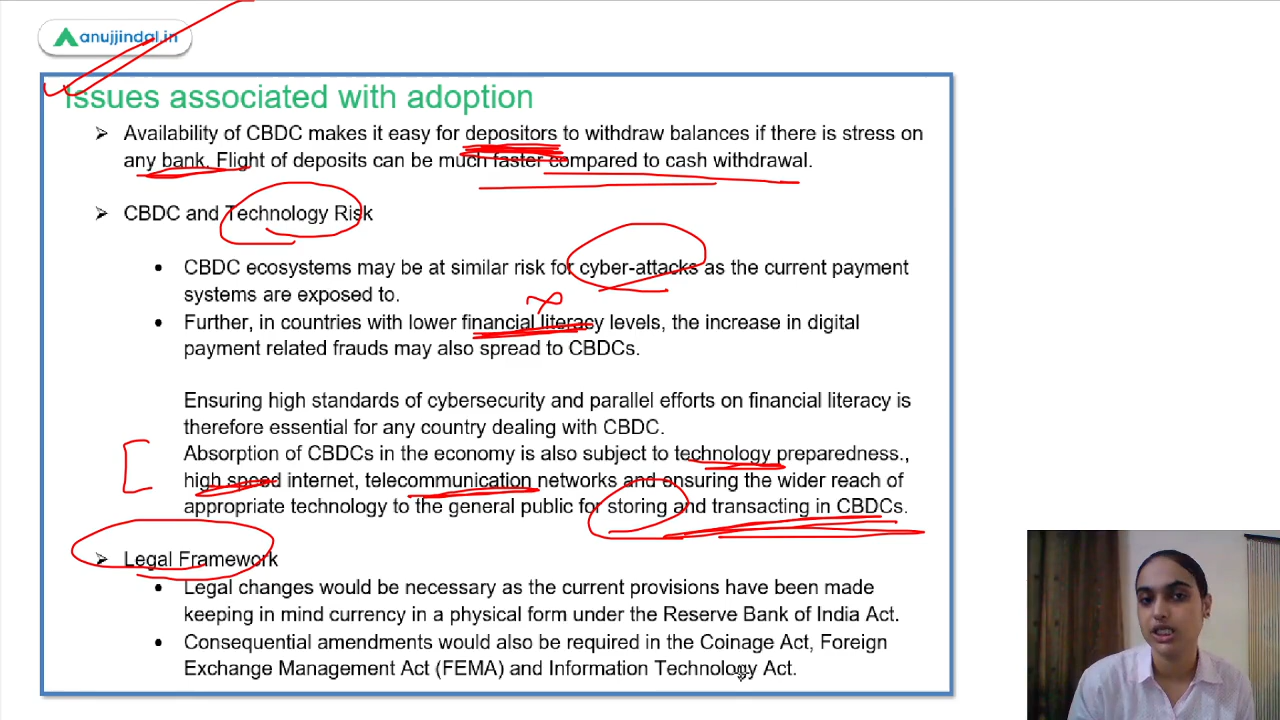 anujjindal.in
Issues associated with adoption
➢ Availability of CBDC makes it easy for depositors to withdraw balances if there is stress on
any bank. Flight of deposits can be much faster compared to cash withdrawal.
➢ CBDC and Technology Risk
• CBDC ecosystems may be at similar risk for cyber-attacks as the current payment
systems are exposed to.
• Further, in countries with lower financial literacy levels, the increase in digital
payment related frauds may also spread to CBDCs.
Ensuring high standards of cybersecurity and parallel efforts on financial literacy is
therefore essential for any country dealing with CBDC.
Absorption of CBDCs in the economy is also subject to technology preparedness.,
high speed internet, telecommunication networks and ensuring the wider reach of
appropriate technology to the general public for storing and transacting in CBDCs.
➢ Legal Framework
• Legal changes would be necessary as the current provisions have been made
keeping in mind currency in a physical form under the Reserve Bank of India Act.
• Consequential amendments would also be required in the Coinage Act, Foreign
Exchange Management Act (FEMA) and Information Technology Act.